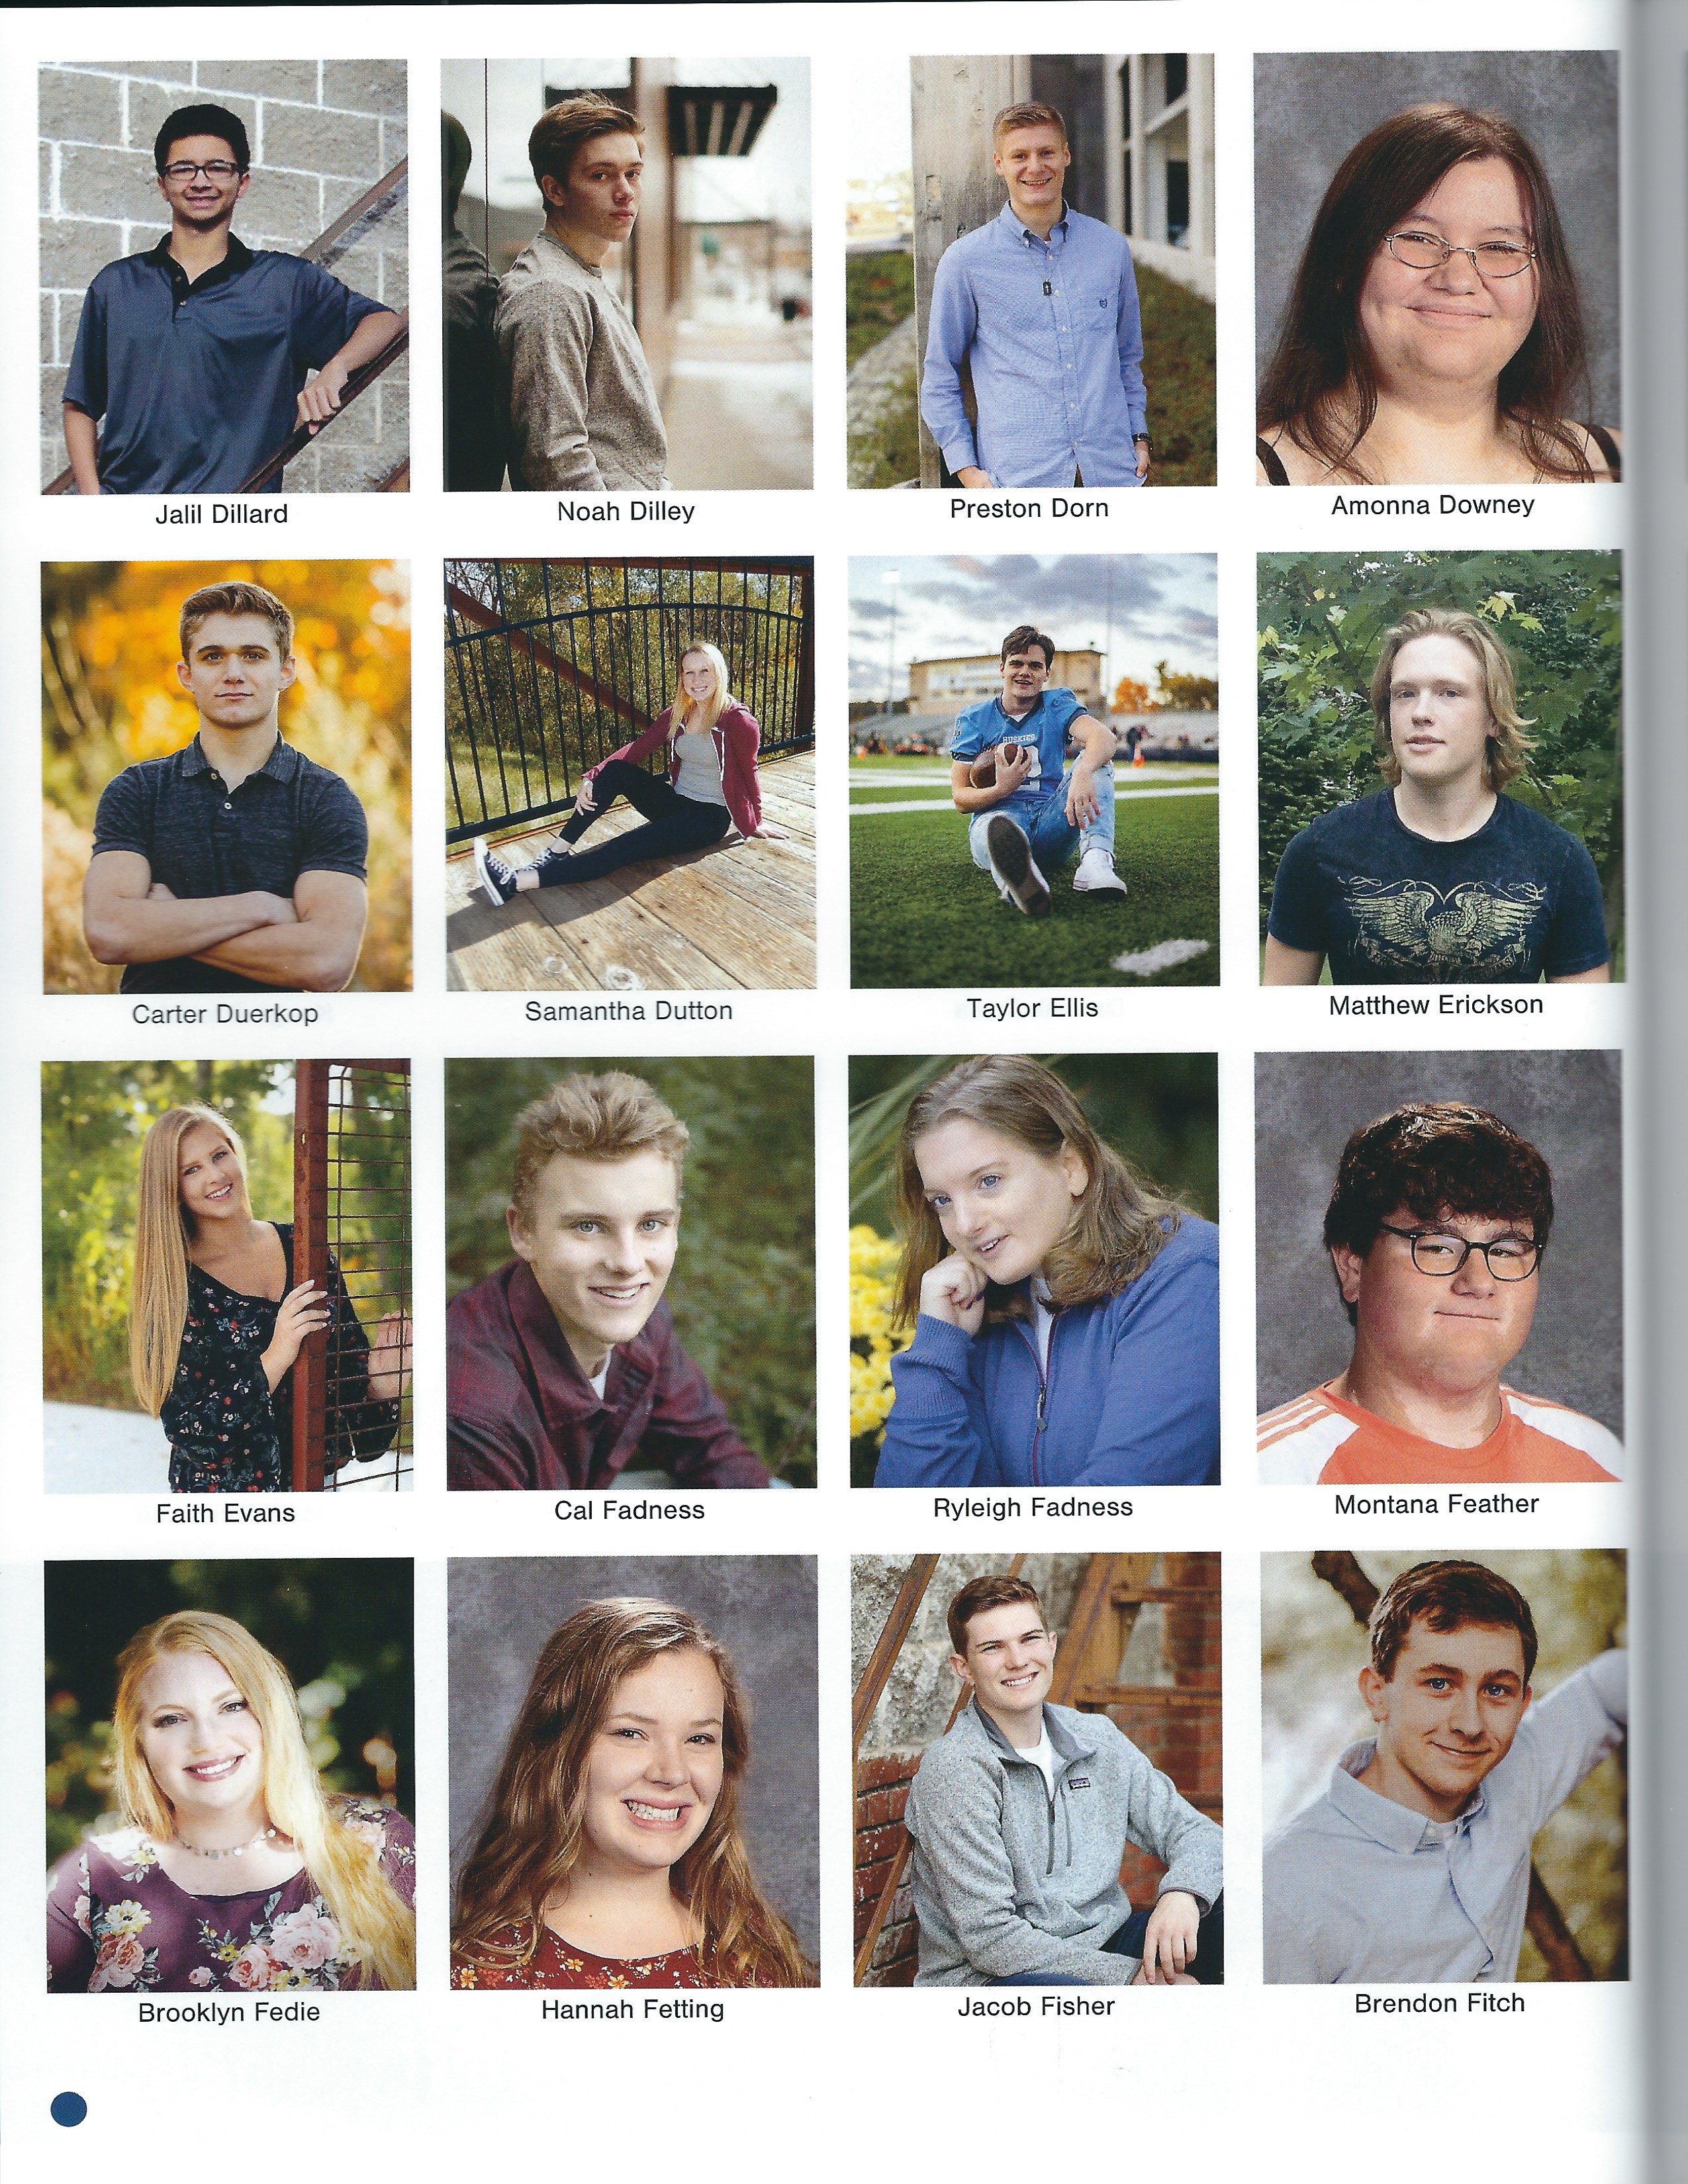 Jalil Dillard
Noah Dilley
Preston Dorn
Amonna Downey
HUSKIES
Carter Duerkop
Samantha Dutton
Taylor Ellis
Matthew Erickson
Faith Evans
Cal Fadness
Ryleigh Fadness
Montana Feather
Brooklyn Fedie
Hannah Fetting
Jacob Fisher
Brendon Fitch